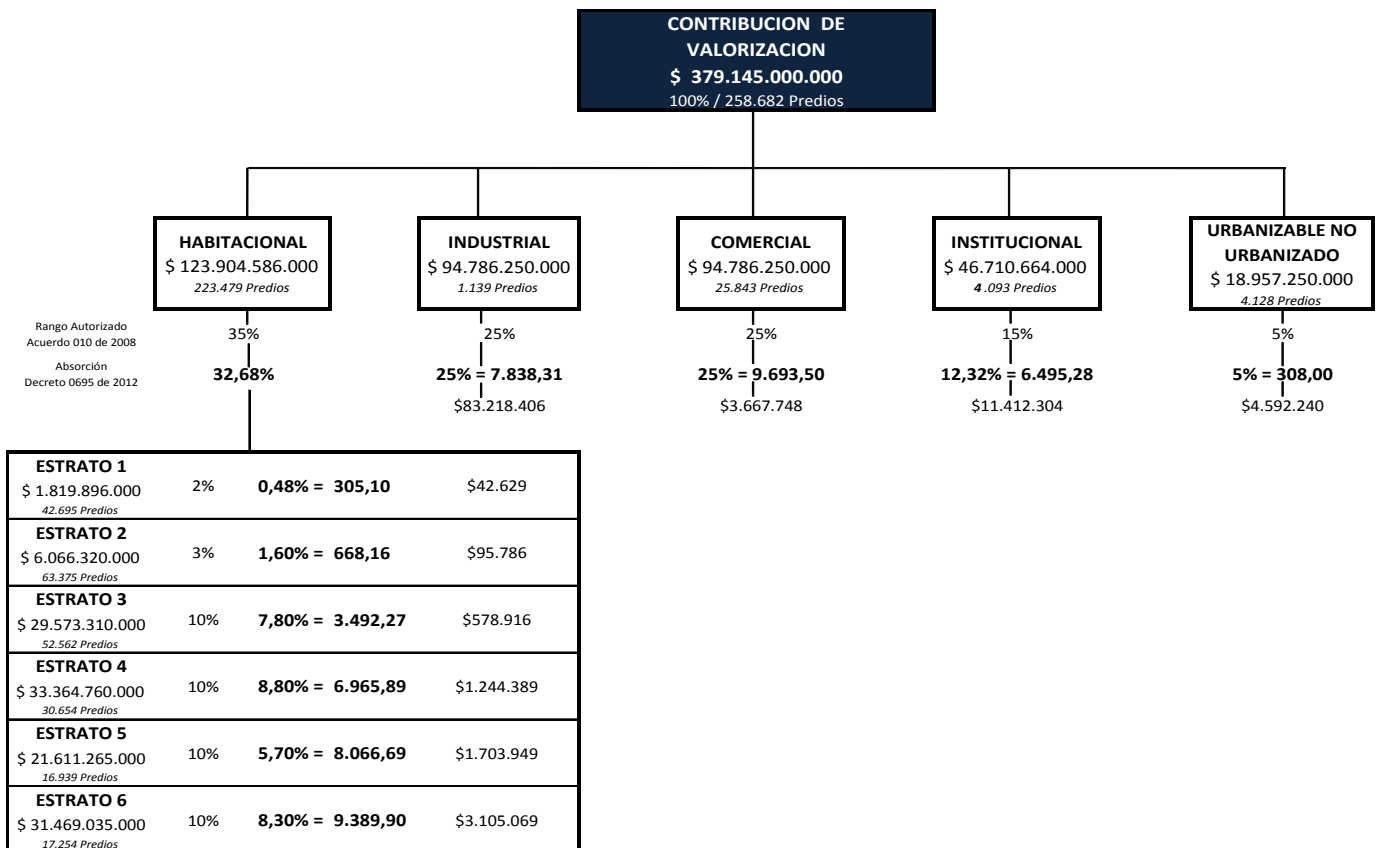 CONTRIBUCION DE
VALORIZACION
$ 379.145.000.000
100% / 258.682 Predios
HABITACIONAL
$ 123.904.586.000
223.479 Predios
INDUSTRIAL
$ 94.786.250.000
1.139 Predios
COMERCIAL
$ 94.786.250.000
25.843 Predios
INSTITUCIONAL
$ 46.710.664.000
4 .093 Predios
URBANIZABLE NO
URBANIZADO
$ 18.957.250.000
4.128 Predios
Rango Autorizado
Acuerdo 010 de 2008
35%
25%
25%
15%
5%
Absorción
Decreto 0695 de 2012
32,68%
25% = 7.838,31
25% = 9.693,50
12,32% = 6.495,28
5% = 308,00
$83.218.406
$3.667.748
$11.412.304
$4.592.240
ESTRATO 1
$ 1.819.896.000
42.695 Predios
2%
0,48% = 305,10
$42.629
ESTRATO 2
$ 6.066.320.000
63.375 Predios
3%
1,60% = 668,16
$95.786
ESTRATO 3
$ 29.573.310.000
52.562 Predios
10%
7,80% = 3.492,27
$578.916
ESTRATO 4
$ 33.364.760.000
30.654 Predios
10%
8,80% = 6.965,89
$1.244.389
ESTRATO 5
$ 21.611.265.000
16.939 Predios
10%
5,70% = 8.066,69
$1.703.949
ESTRATO 6
$ 31.469.035.000
17.254 Predios
10%
8,30% = 9.389,90
$3.105.069